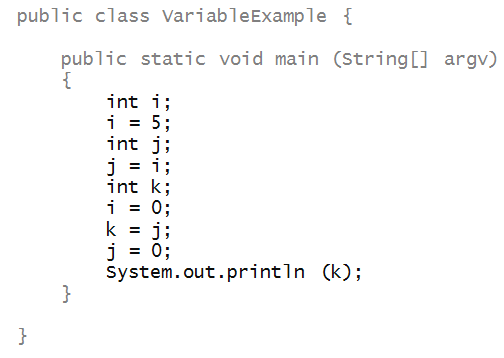 public class VariableExample {
public static void main (String[] argv)
{
int i;
i = 5;
int j;
j = i;
int k;
i = 0;
k = j;
j = 0;
System.out.println (k);
}
}